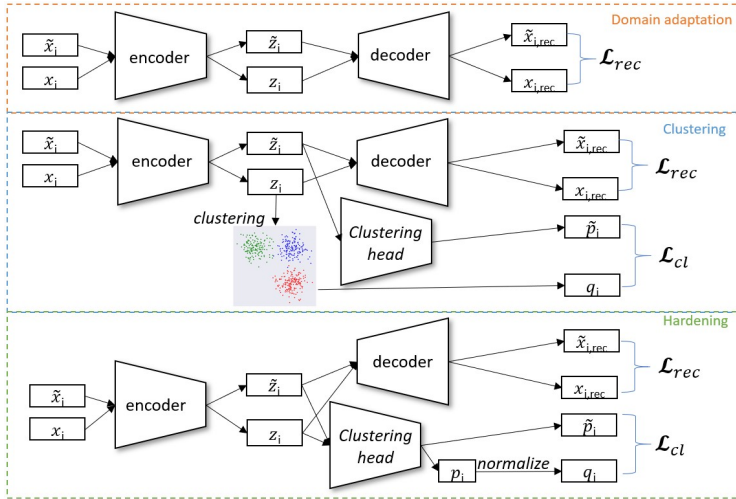 Domain adaptation
x̃ᵢ
xᵢ
encoder
z̃ᵢ
zᵢ
decoder
x̃ᵢ,rec
xᵢ,rec
𝓛rec
Clustering
x̃ᵢ
xᵢ
encoder
z̃ᵢ
zᵢ
decoder
x̃ᵢ,rec
xᵢ,rec
𝓛rec
clustering
Clustering
head
p̃ᵢ
qᵢ
𝓛cl
Hardening
x̃ᵢ
xᵢ
encoder
z̃ᵢ
zᵢ
decoder
x̃ᵢ,rec
xᵢ,rec
𝓛rec
Clustering
head
p̃ᵢ
pᵢ
normalize
qᵢ
𝓛cl